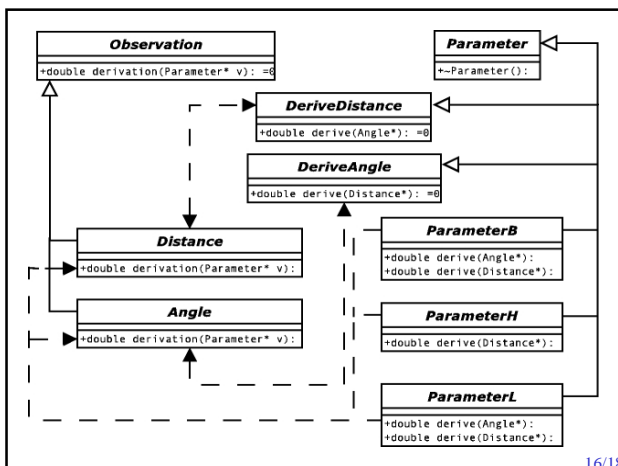 Observation
+double derivation(Parameter* v): =0
Parameter
+~Parameter():
DeriveDistance
+double derive(Angle*): =0
DeriveAngle
+double derive(Distance*): =0
Distance
+double derivation(Parameter* v):
Angle
+double derivation(Parameter* v):
ParameterB
+double derive(Angle*):
+double derive(Distance*):
ParameterH
+double derive(Distance*):
ParameterL
+double derive(Angle*):
+double derive(Distance*):
16/18